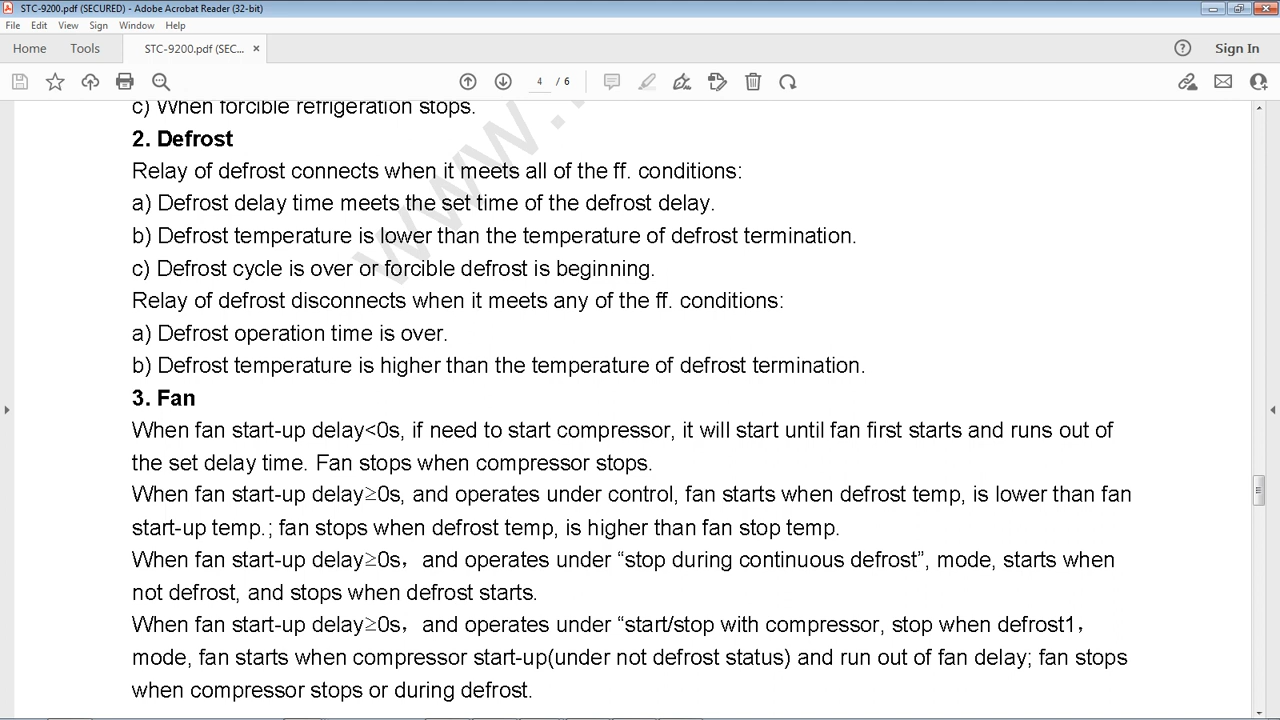 STC-9200.pdf (SECURED) - Adobe Acrobat Reader (32-bit)
File Edit View Sign Window Help
Home Tools STC-9200.pdf (SEC... × Sign In
4 / 6
c) When forcible refrigeration stops.
2. Defrost
Relay of defrost connects when it meets all of the ff. conditions:
a) Defrost delay time meets the set time of the defrost delay.
b) Defrost temperature is lower than the temperature of defrost termination.
c) Defrost cycle is over or forcible defrost is beginning.
Relay of defrost disconnects when it meets any of the ff. conditions:
a) Defrost operation time is over.
b) Defrost temperature is higher than the temperature of defrost termination.
3. Fan
When fan start-up delay<0s, if need to start compressor, it will start until fan first starts and runs out of
the set delay time. Fan stops when compressor stops.
When fan start-up delay≥0s, and operates under control, fan starts when defrost temp, is lower than fan
start-up temp.; fan stops when defrost temp, is higher than fan stop temp.
When fan start-up delay≥0s，and operates under “stop during continuous defrost”, mode, starts when
not defrost, and stops when defrost starts.
When fan start-up delay≥0s，and operates under “start/stop with compressor, stop when defrost1，
mode, fan starts when compressor start-up(under not defrost status) and run out of fan delay; fan stops
when compressor stops or during defrost.
www.